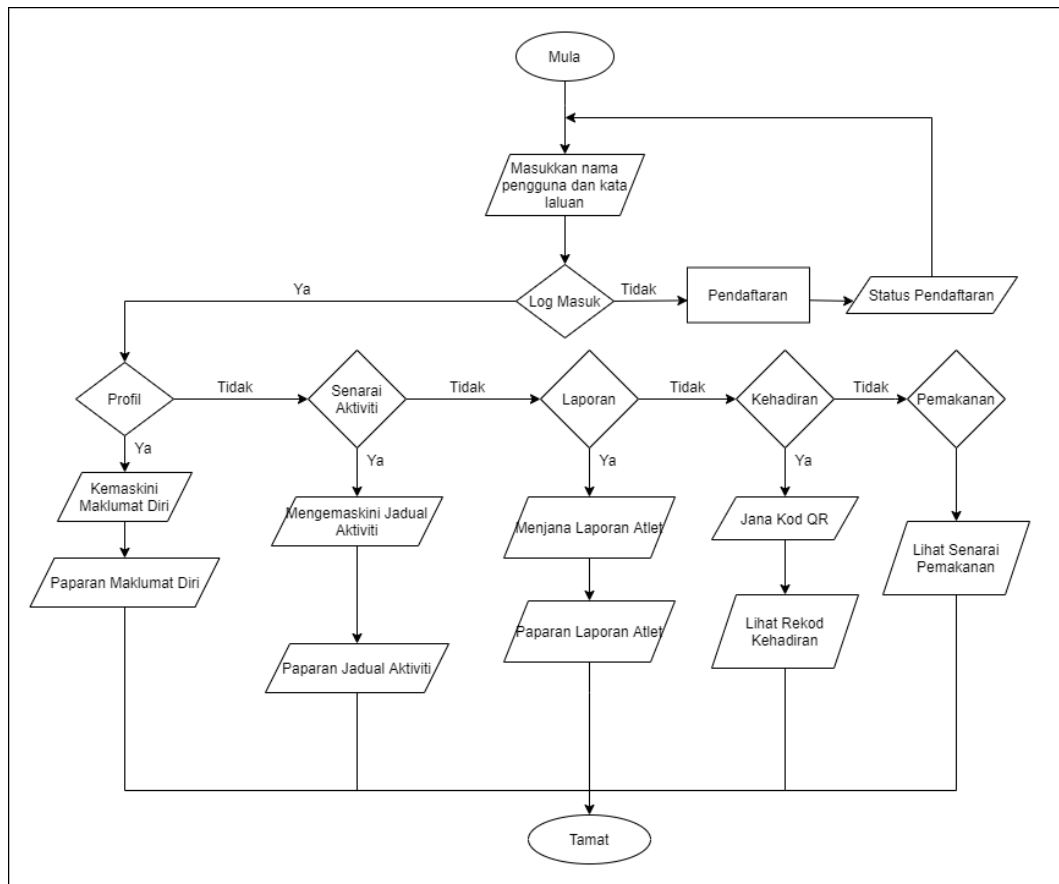 Mula
Masukkan nama
pengguna dan kata
laluan
Log Masuk
Tidak
Pendaftaran
Status Pendaftaran
Ya
Profil
Tidak
Senarai
Aktiviti
Tidak
Laporan
Tidak
Kehadiran
Tidak
Pemakanan
Ya
Ya
Ya
Ya
Kemaskini
Maklumat Diri
Mengemaskini Jadual
Aktiviti
Menjana Laporan Atlet
Jana Kod QR
Lihat Senarai
Pemakanan
Paparan Maklumat Diri
Paparan Jadual Aktiviti
Paparan Laporan Atlet
Lihat Rekod
Kehadiran
Tamat